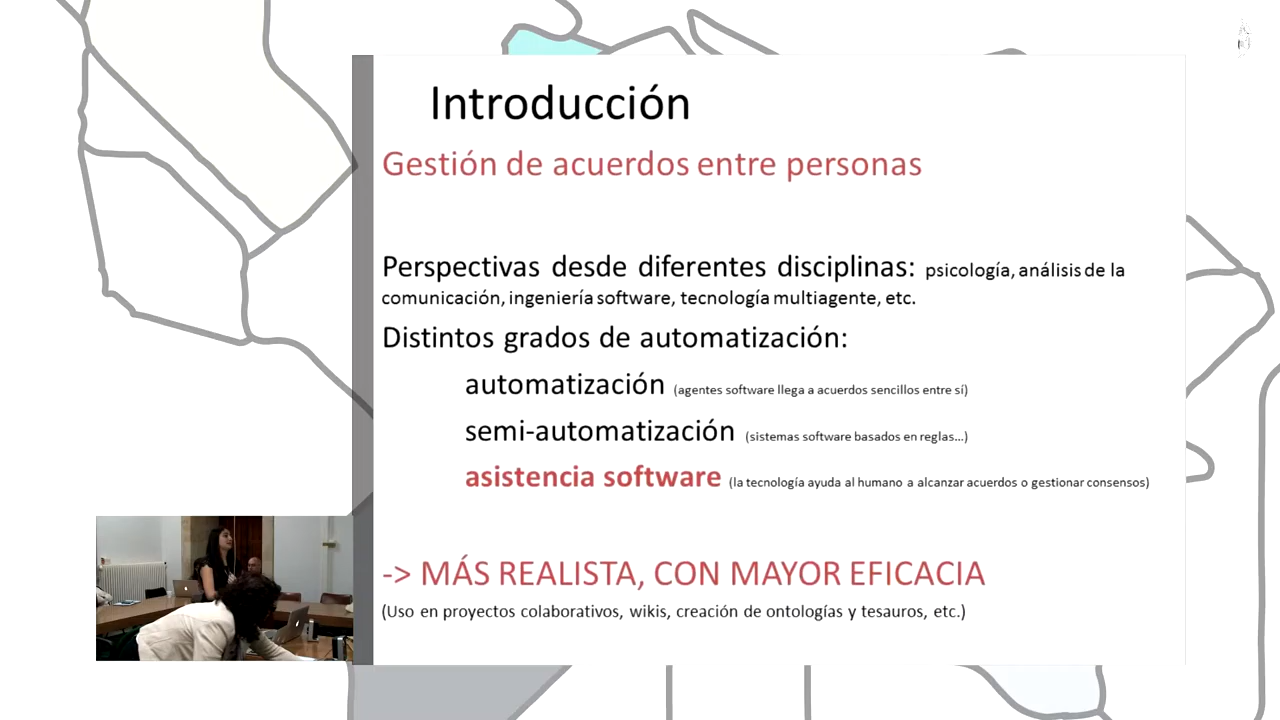 Introducción
Gestión de acuerdos entre personas
Perspectivas desde diferentes disciplinas: psicología, análisis de la
comunicación, ingeniería software, tecnología multiagente, etc.
Distintos grados de automatización:
automatización (agentes software llega a acuerdos sencillos entre sí)
semi-automatización (sistemas software basados en reglas...)
asistencia software (la tecnología ayuda al humano a alcanzar acuerdos o gestionar consensos)
-> MÁS REALISTA, CON MAYOR EFICACIA
(Uso en proyectos colaborativos, wikis, creación de ontologías y tesauros, etc.)